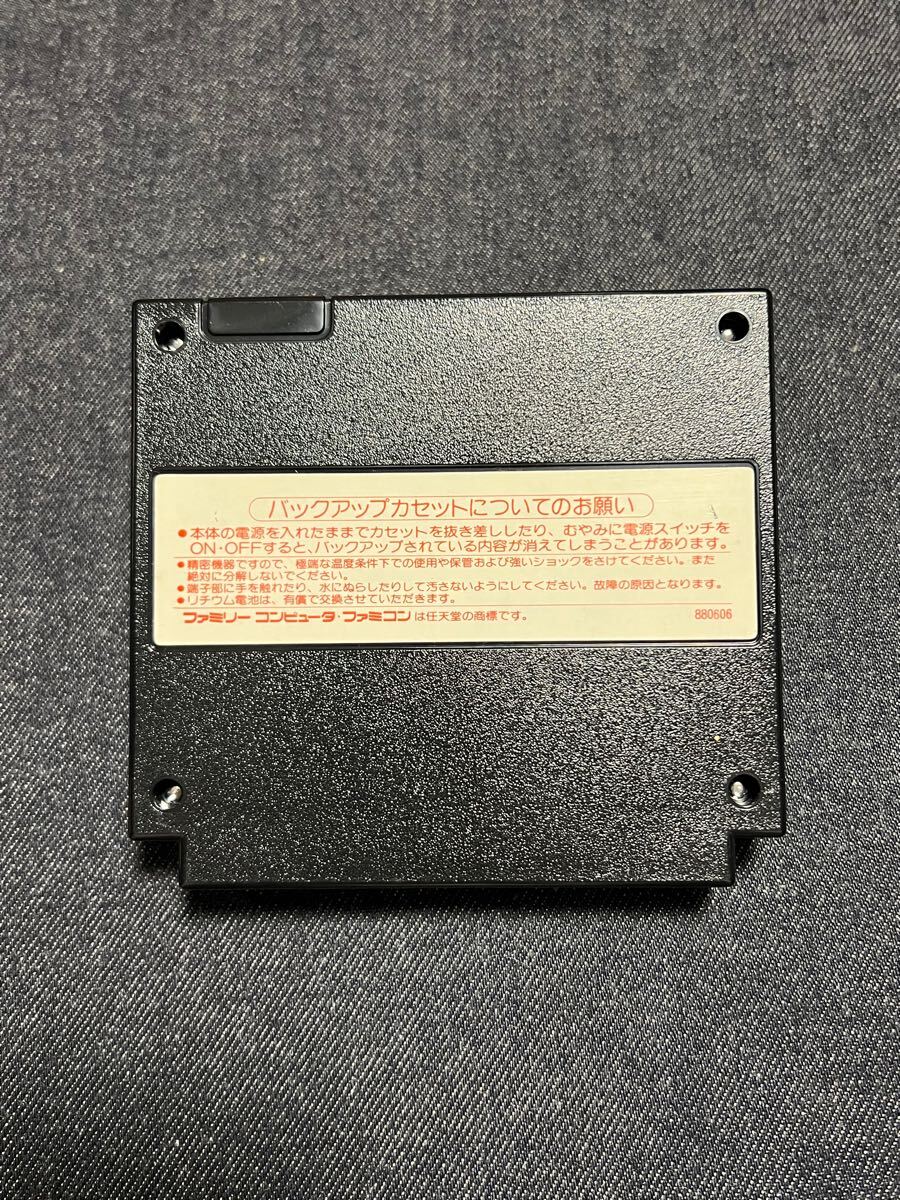 バックアップカセットについてのお願い
●本体の電源を入れたままでカセットを抜き差ししたり、むやみに電源スイッチを
ON・OFFすると、バックアップされている内容が消えてしまうことがあります。
●精密機器ですので、極端な温度条件下での使用や保管および強いショックをさけてください。また
絶対に分解しないでください。
●端子部に手を触れたり、水にぬらしたりして汚さないようにしてください。故障の原因となります。
●リチウム電池は、有償で交換させていただきます。
ファミリー コンピュータ・ファミコンは任天堂の商標です。 880606